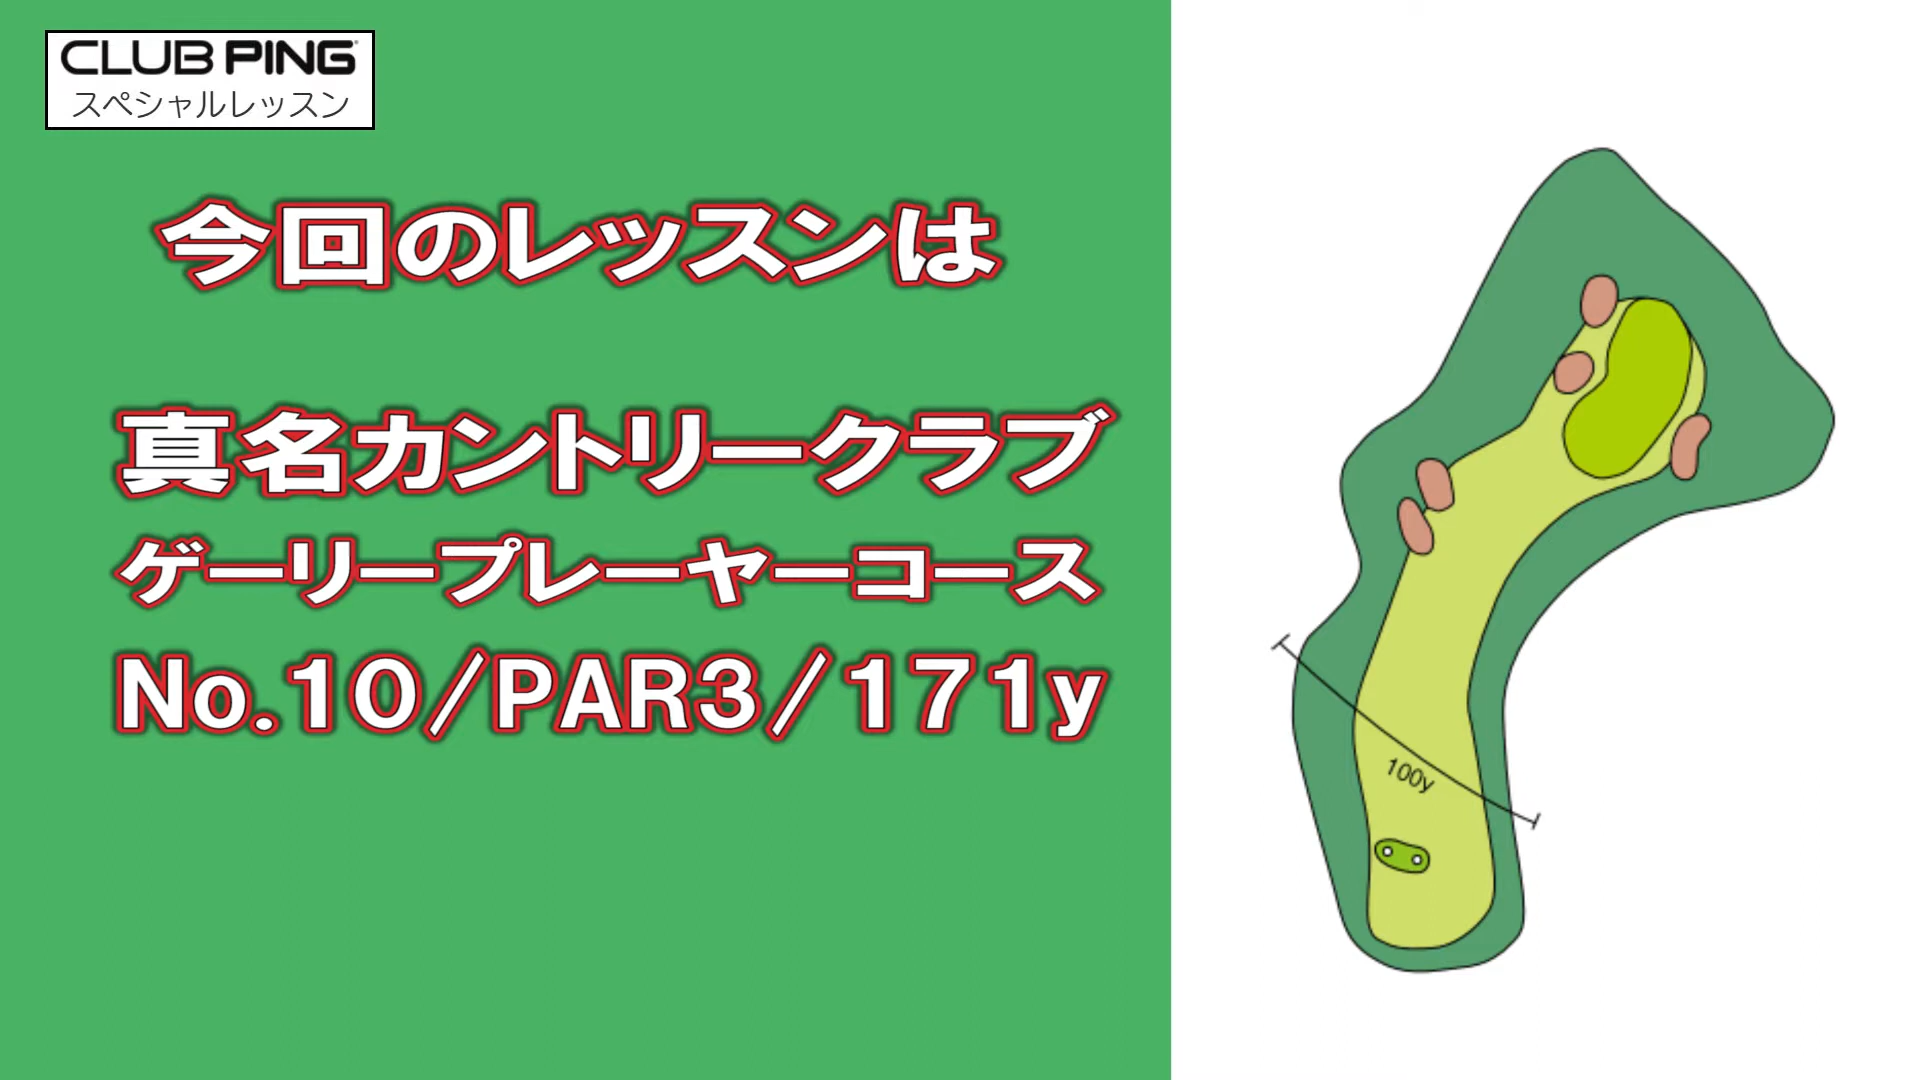 CLUB PING
スペシャルレッスン
今回のレッスンは
真名カントリークラブ
ゲーリープレーヤーコース
No.10/PAR3/171y
100y